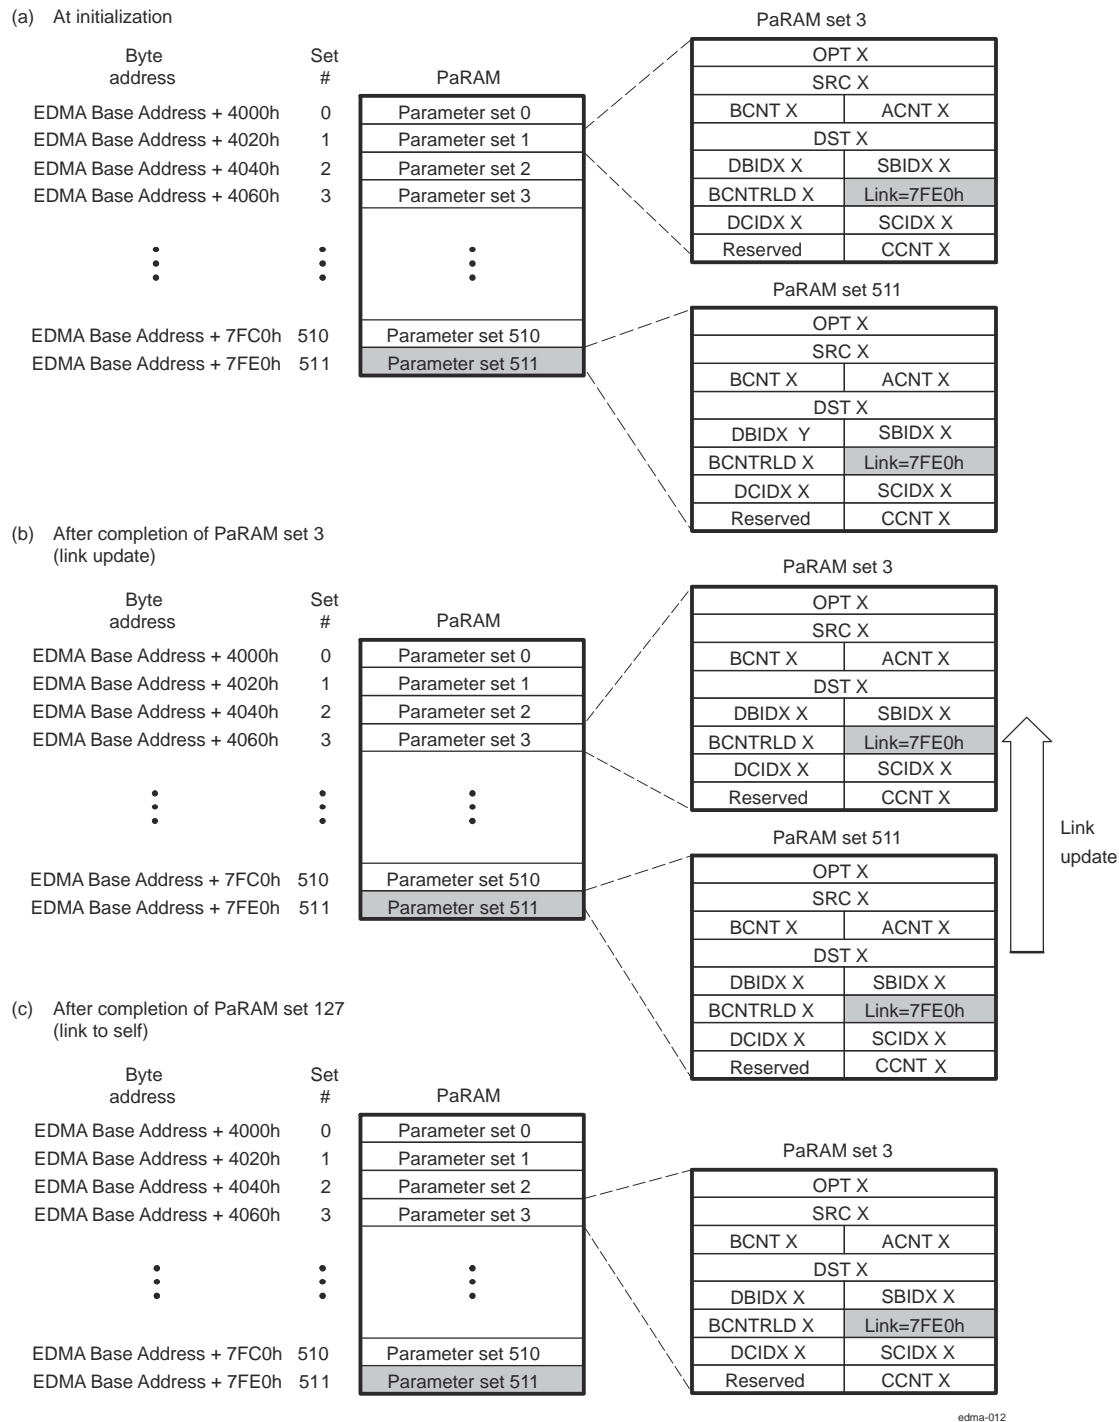 (a) At initialization
Byte address Set # PaRAM
EDMA Base Address + 4000h 0 Parameter set 0
EDMA Base Address + 4020h 1 Parameter set 1
EDMA Base Address + 4040h 2 Parameter set 2
EDMA Base Address + 4060h 3 Parameter set 3
EDMA Base Address + 7FC0h 510 Parameter set 510
EDMA Base Address + 7FE0h 511 Parameter set 511
PaRAM set 3
OPT X
SRC X
BCNT X ACNT X
DST X
DBIDX X SBIDX X
BCNTRLD X Link=7FE0h
DCIDX X SCIDX X
Reserved CCNT X
PaRAM set 511
OPT X
SRC X
BCNT X ACNT X
DST X
DBIDX Y SBIDX X
BCNTRLD X Link=7FE0h
DCIDX X SCIDX X
Reserved CCNT X
(b) After completion of PaRAM set 3
(link update)
Byte address Set # PaRAM
EDMA Base Address + 4000h 0 Parameter set 0
EDMA Base Address + 4020h 1 Parameter set 1
EDMA Base Address + 4040h 2 Parameter set 2
EDMA Base Address + 4060h 3 Parameter set 3
EDMA Base Address + 7FC0h 510 Parameter set 510
EDMA Base Address + 7FE0h 511 Parameter set 511
PaRAM set 3
OPT X
SRC X
BCNT X ACNT X
DST X
DBIDX X SBIDX X
BCNTRLD X Link=7FE0h
DCIDX X SCIDX X
Reserved CCNT X
PaRAM set 511
OPT X
SRC X
BCNT X ACNT X
DST X
DBIDX X SBIDX X
BCNTRLD X Link=7FE0h
DCIDX X SCIDX X
Reserved CCNT X
Link
update
(c) After completion of PaRAM set 127
(link to self)
Byte address Set # PaRAM
EDMA Base Address + 4000h 0 Parameter set 0
EDMA Base Address + 4020h 1 Parameter set 1
EDMA Base Address + 4040h 2 Parameter set 2
EDMA Base Address + 4060h 3 Parameter set 3
EDMA Base Address + 7FC0h 510 Parameter set 510
EDMA Base Address + 7FE0h 511 Parameter set 511
PaRAM set 3
OPT X
SRC X
BCNT X ACNT X
DST X
DBIDX X SBIDX X
BCNTRLD X Link=7FE0h
DCIDX X SCIDX X
Reserved CCNT X
edma-012